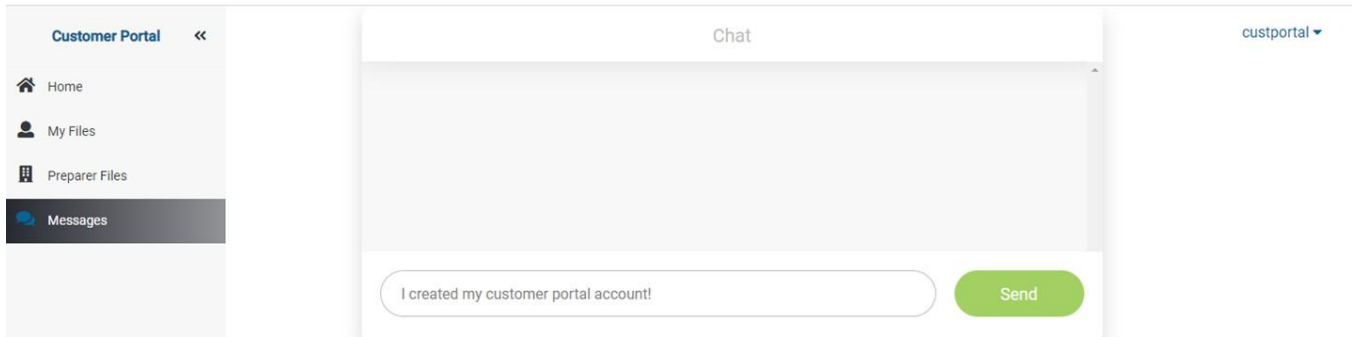 Customer Portal
Home
My Files
Preparer Files
Messages
Chat
I created my customer portal account!
Send
custportal